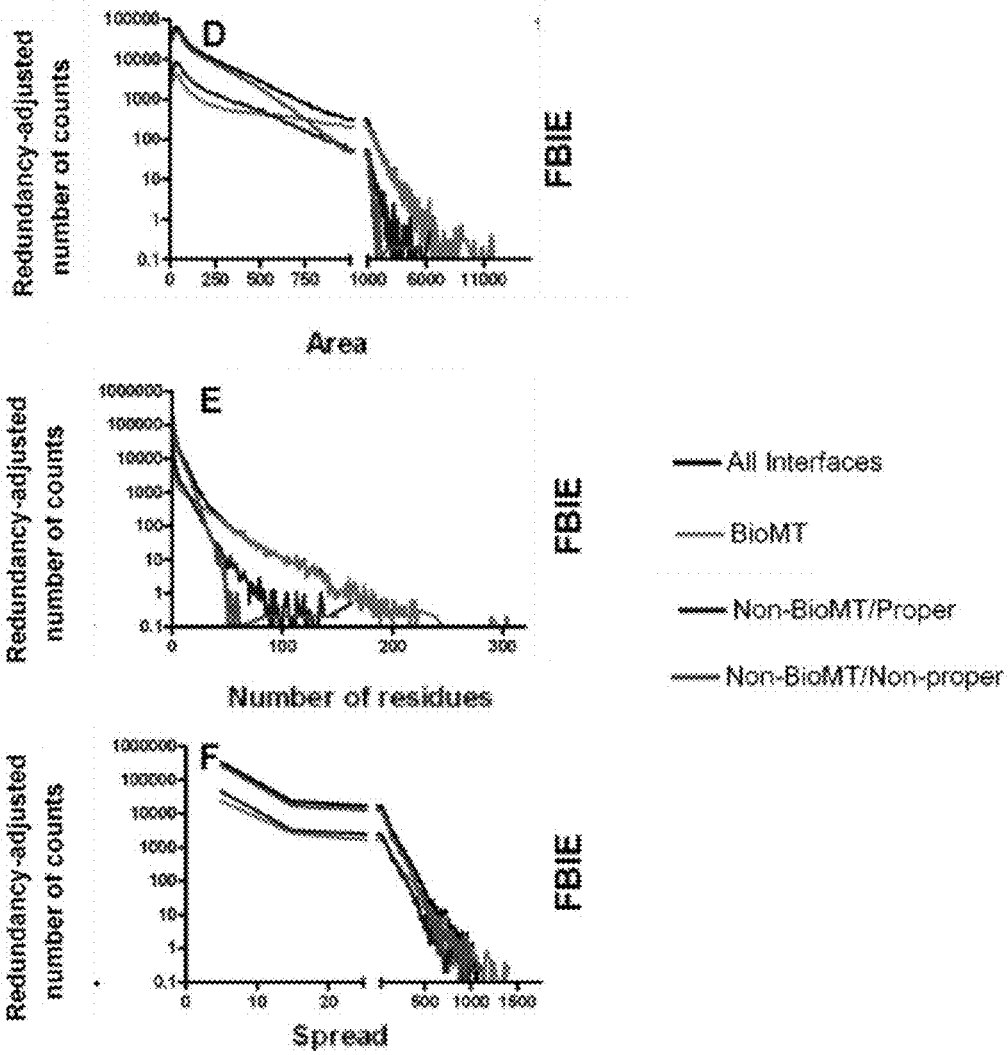 D
Redundancy-adjusted
number of counts
100000
10000
1000
100
10
1
0.1
0 250 500 750 1000 6000 11000
Area
FBIE
E
Redundancy-adjusted
number of counts
1000000
100000
10000
1000
100
10
1
0.1
0 100 200 300
Number of residues
FBIE
All Interfaces
BioMT
Non-BioMT/Proper
Non-BioMT/Non-proper
F
Redundancy-adjusted
number of counts
1000000
100000
10000
1000
100
10
1
0.1
0 10 20 500 1000 1500
Spread
FBIE